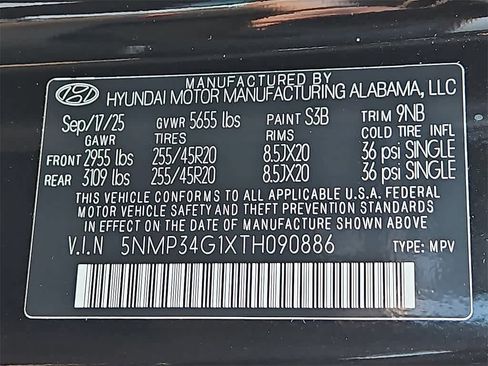 MANUFACTURED BY
HYUNDAI MOTOR MANUFACTURING ALABAMA, LLC
Sep/17/25 GVWR 5655 lbs PAINT S3B TRIM 9NB
GAWR TIRES RIMS COLD TIRE INFL
FRONT 2955 lbs 255/45R20 8.5JX20 36 psi SINGLE
REAR 3109 lbs 255/45R20 8.5JX20 36 psi SINGLE
THIS VEHICLE CONFORMS TO ALL APPLICABLE U.S.A. FEDERAL
MOTOR VEHICLE SAFETY AND THEFT PREVENTION STANDARDS
IN EFFECT ON THE DATE OF MANUFACTURE SHOWN ABOVE
V.I.N 5NMP34G1XTH090886 TYPE: MPV